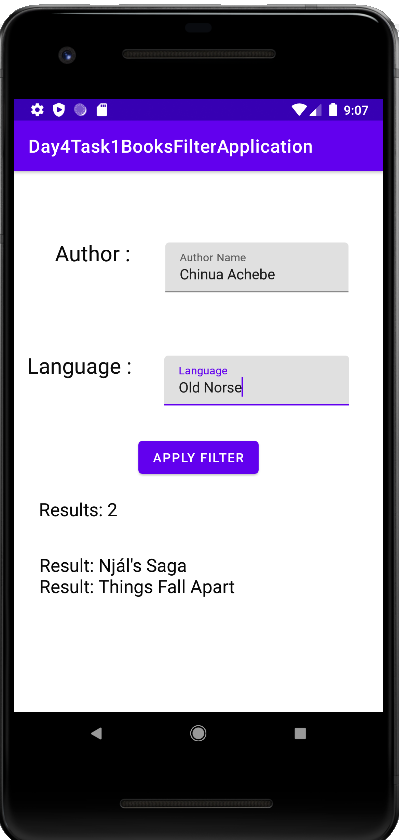 9:07
Day4Task1BooksFilterApplication
Author :
Author Name
Chinua Achebe
Language :
Language
Old Norse
APPLY FILTER
Results: 2
Result: Njál's Saga
Result: Things Fall Apart